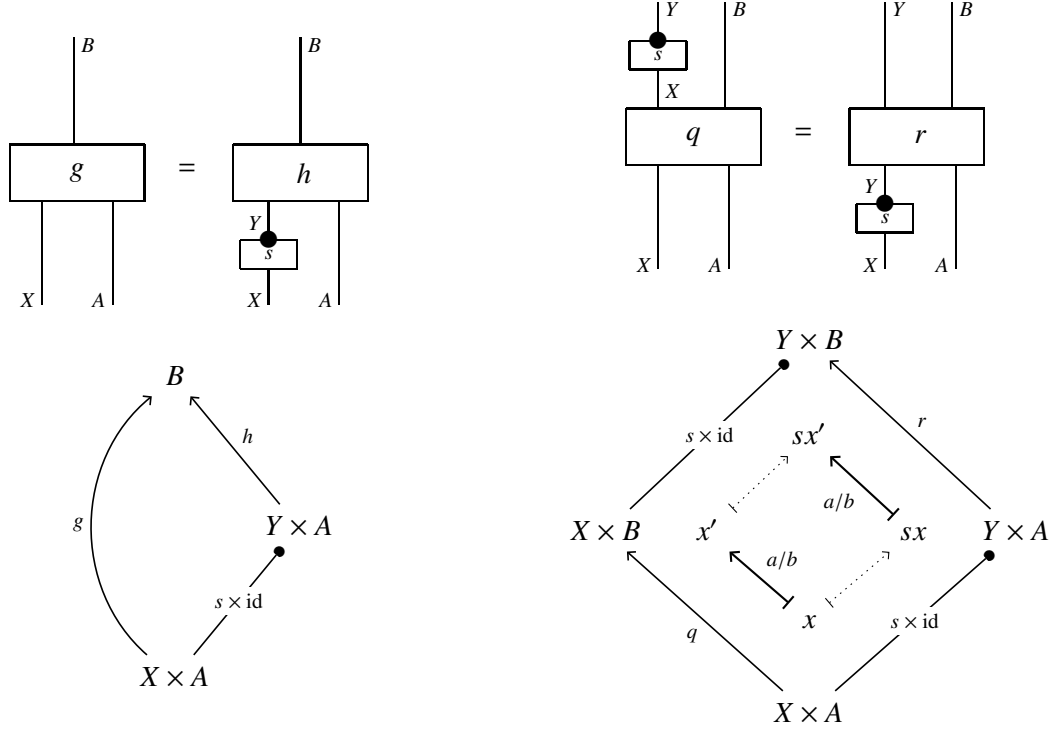 B
B
g = h
Y
s
X A X A
Y B Y B
s
X
q = r
Y
s
X A X A
B
h
g
Y × A
s × id
X × A
Y × B
r
s × id sx′
a/b
X × B x′ sx Y × A
a/b
x s × id
q
X × A